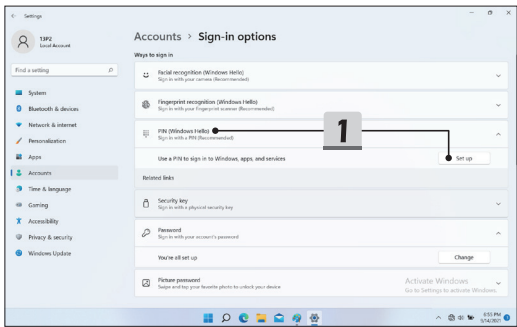 Settings
13P2
Local Account
Find a setting
System
Bluetooth & devices
Network & internet
Personalization
Apps
Accounts
Time & language
Gaming
Accessibility
Privacy & security
Windows Update
Accounts > Sign-in options
Ways to sign in
Facial recognition (Windows Hello)
Sign in with your camera (Recommended)
Fingerprint recognition (Windows Hello)
Sign in with your fingerprint scanner (Recommended)
PIN (Windows Hello)
Sign in with a PIN (Recommended)
1
Use a PIN to sign in to Windows, apps, and services
Set up
Related links
Security key
Sign in with a physical security key
Password
Sign in with your account's password
You're all set up
Change
Picture password
Swipe and tap your favorite photo to unlock your device
Activate Windows
Go to Settings to activate Windows.
6:55 PM
5/14/2021